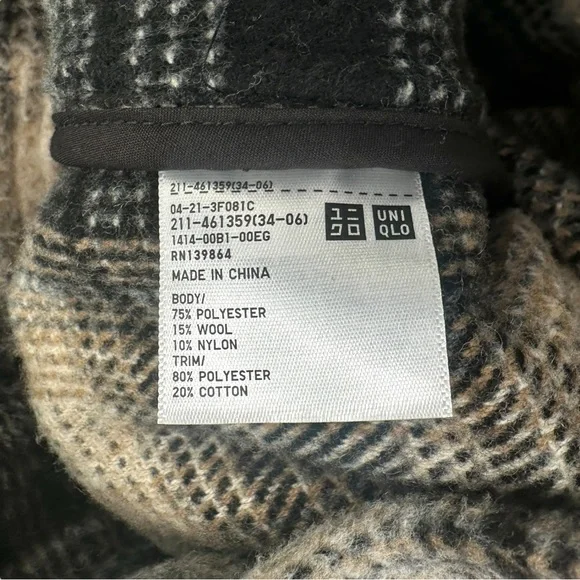 211-461359(34-06)
04-21-3F081C
211-461359(34-06)
1414-00B1-00EG
RN139864
MADE IN CHINA
ユニ
クロ
UNI
QLO
BODY/
75% POLYESTER
15% WOOL
10% NYLON
TRIM/
80% POLYESTER
20% COTTON